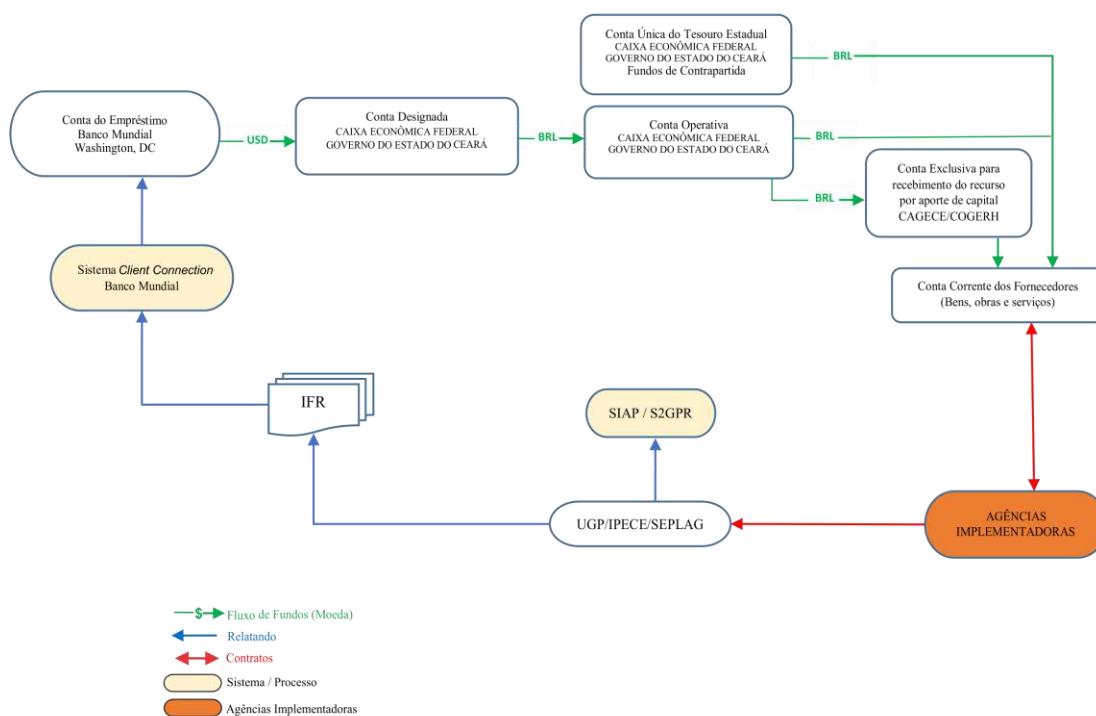 Conta Única do Tesouro Estadual
CAIXA ECONÔMICA FEDERAL
GOVERNO DO ESTADO DO CEARÁ
Fundos de Contrapartida
BRL
Conta do Empréstimo
Banco Mundial
Washington, DC
USD
Conta Designada
CAIXA ECONÔMICA FEDERAL
GOVERNO DO ESTADO DO CEARÁ
BRL
Conta Operativa
CAIXA ECONÔMICA FEDERAL
GOVERNO DO ESTADO DO CEARÁ
BRL
BRL
Conta Exclusiva para
recebimento do recurso
por aporte de capital
CAGECE/COGERH
Sistema Client Connection
Banco Mundial
Conta Corrente dos Fornecedores
(Bens, obras e serviços)
IFR
SIAP / S2GPR
UGP/IPECE/SEPLAG
AGÊNCIAS
IMPLEMENTADORAS
$ Fluxo de Fundos (Moeda)
Relatando
Contratos
Sistema / Processo
Agências Implementadoras